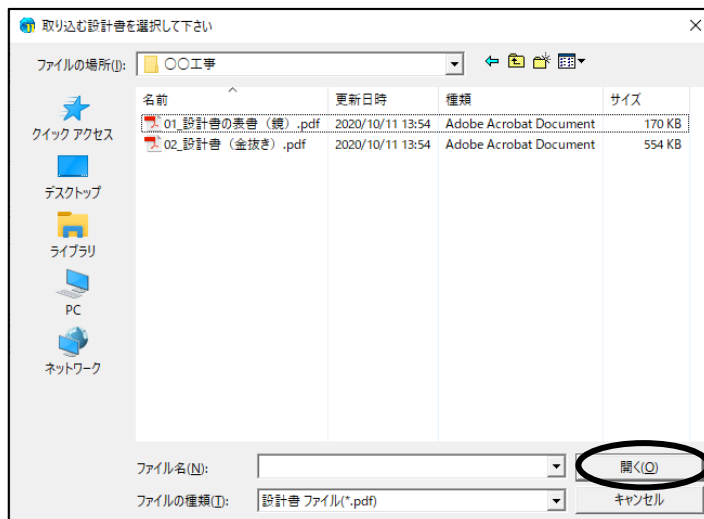 取り込む設計書を選択して下さい
ファイルの場所(I): 〇〇工事
名前 更新日時 種類 サイズ
01_設計書の表書（鏡）.pdf 2020/10/11 13:54 Adobe Acrobat Document 170 KB
02_設計書（金抜き）.pdf 2020/10/11 13:54 Adobe Acrobat Document 554 KB
クイック アクセス
デスクトップ
ライブラリ
PC
ネットワーク
ファイル名(N): 開く(O)
ファイルの種類(T): 設計書 ファイル(*.pdf) キャンセル